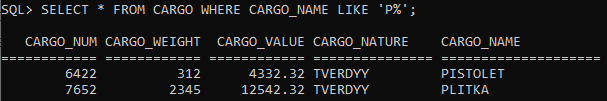 SQL> SELECT * FROM CARGO WHERE CARGO_NAME LIKE 'P%';
CARGO_NUM CARGO_WEIGHT CARGO_VALUE CARGO_NATURE CARGO_NAME
============ ============ ============ =============== ====================
6422 312 4332.32 TVERDYY PISTOLET
7652 2345 12542.32 TVERDYY PLITKA